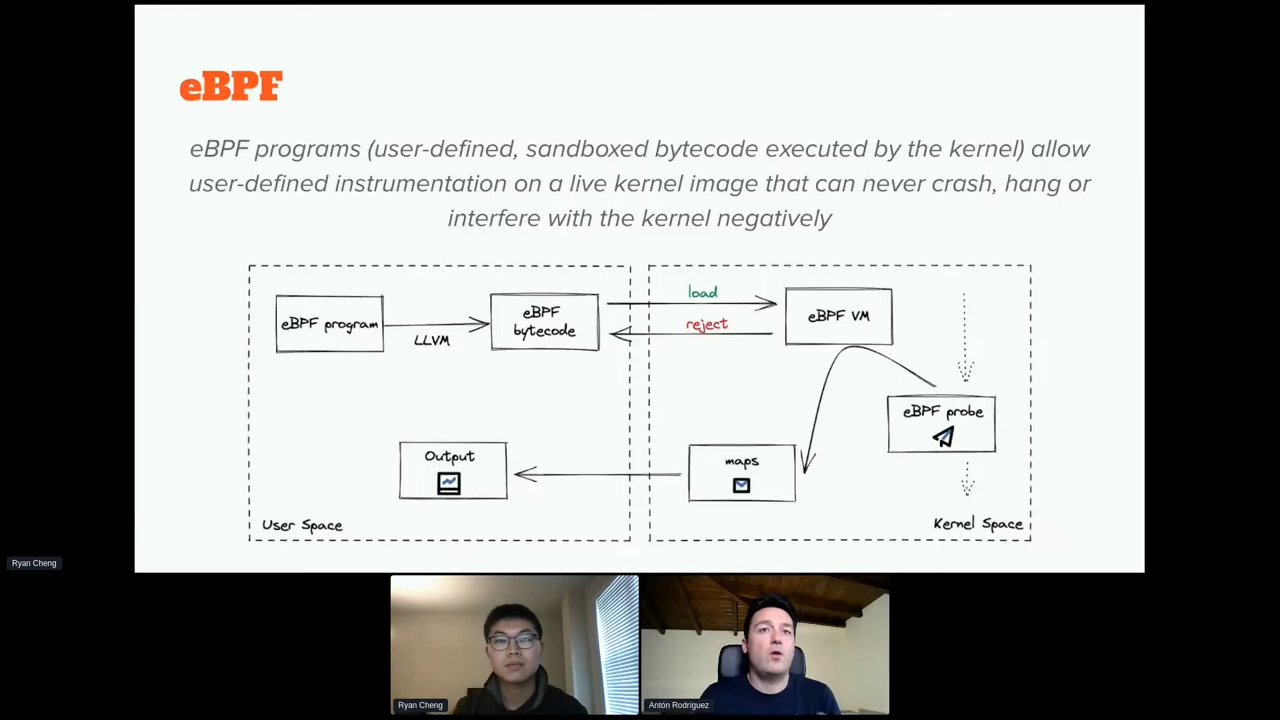 eBPF
eBPF programs (user-defined, sandboxed bytecode executed by the kernel) allow
user-defined instrumentation on a live kernel image that can never crash, hang or
interfere with the kernel negatively
eBPF program
LLVM
eBPF
bytecode
load
reject
eBPF VM
eBPF probe
maps
Output
User Space
Kernel Space
Ryan Cheng
Ryan Cheng
Antón Rodríguez